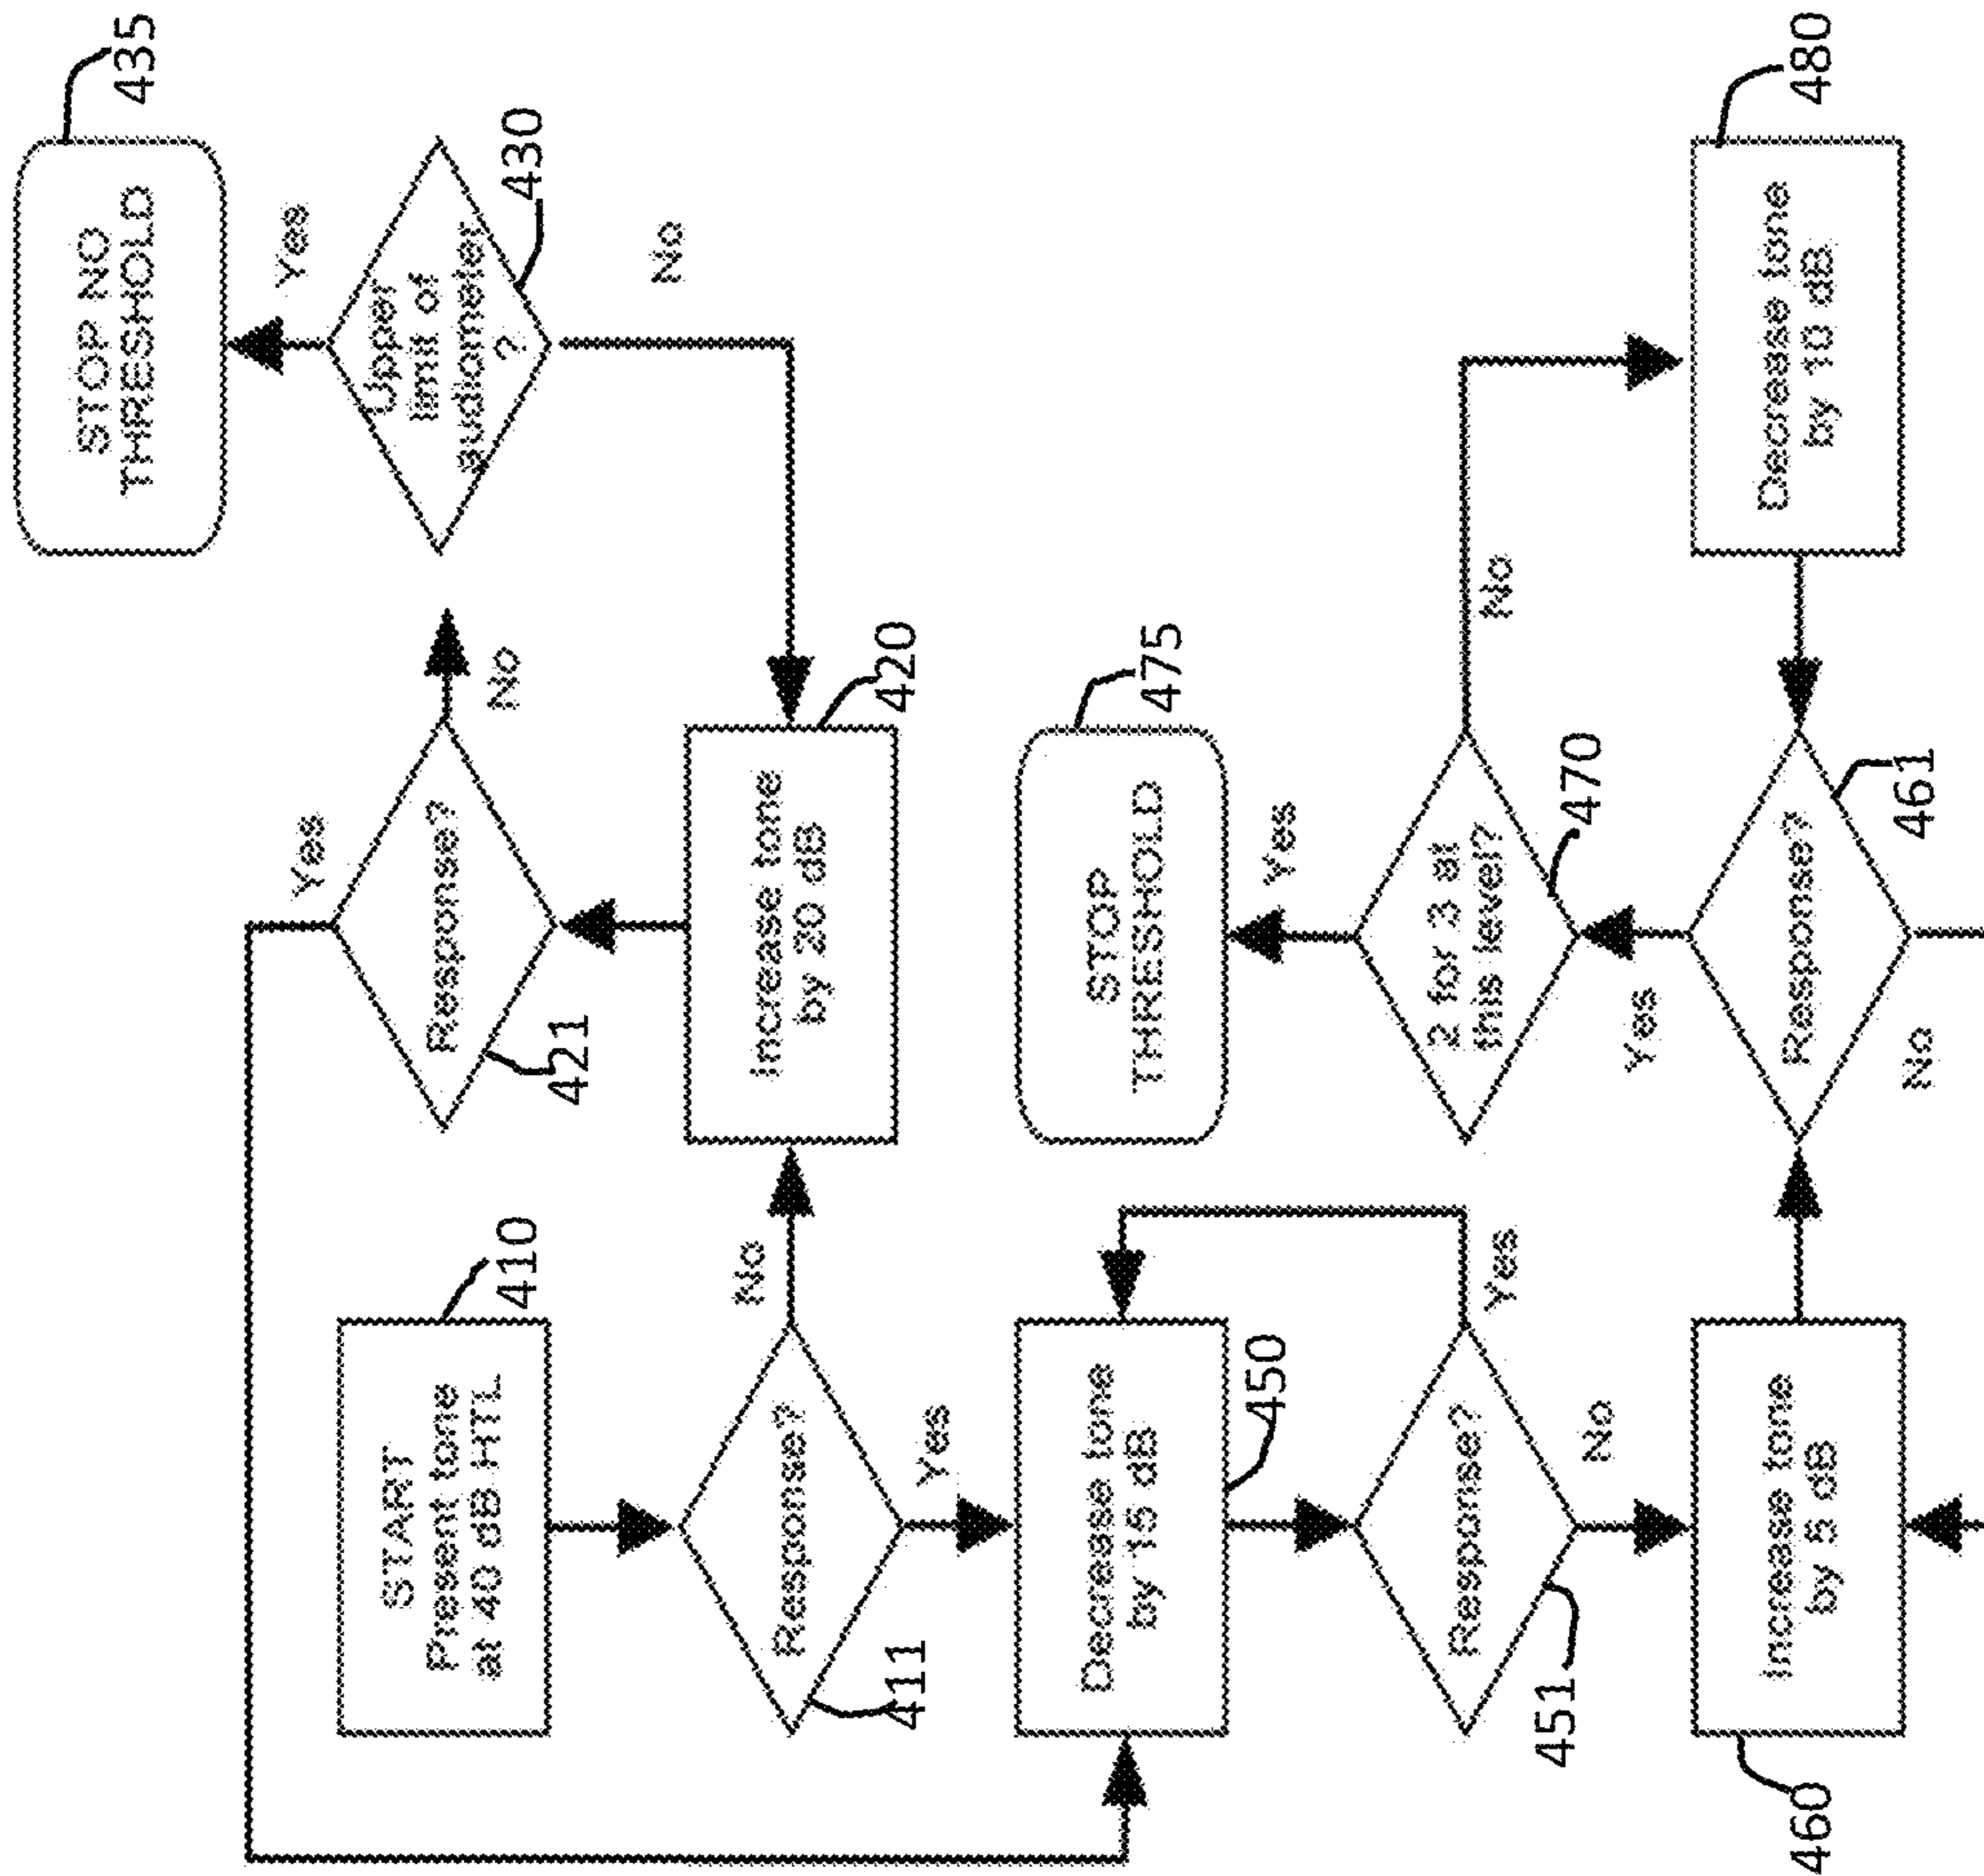 START
Present tone
at 40 dB HTL
410
Response?
411
No
Yes
Increase tone
by 20 dB
420
Response?
421
Yes
No
Upper
limit of
audiometer
?
430
Yes
No
STOP NO
THRESHOLD
435
Decrease tone
by 15 dB
450
Response?
451
Yes
No
Increase tone
by 5 dB
460
Response?
461
Yes
No
2 for 3 at
this level?
470
Yes
No
STOP
THRESHOLD
475
Decrease tone
by 10 dB
480